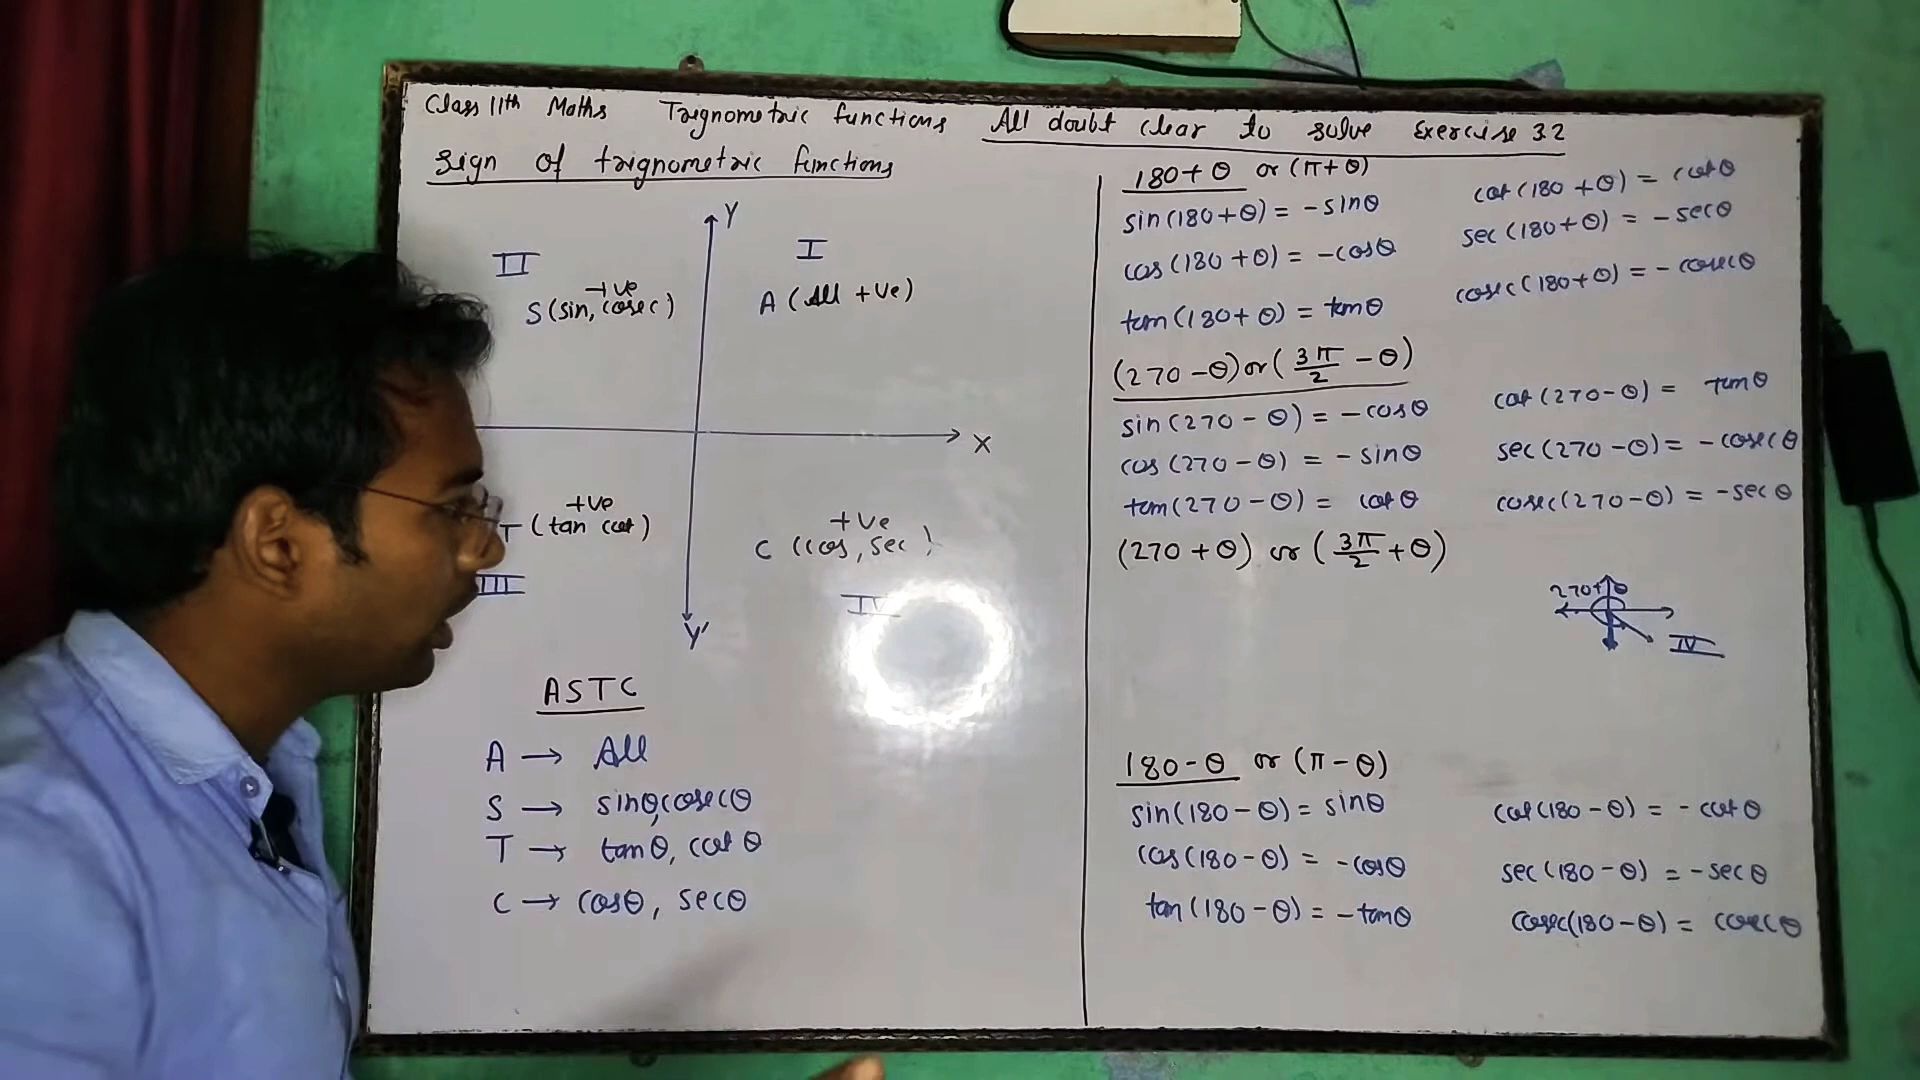 Class 11th Maths Trignometric functions All doubt clear to solve Exercise 3.2
Sign of trignometric functions
Y
II
I
+ve
S (sin, cosec)
A (All +ve)
X
+ve
T (tan cot)
+ve
C (cos, sec)
III
IV
Y'
ASTC
A → All
S → sinθ, cosecθ
T → tanθ, cotθ
C → cosθ, secθ
180+θ or (π+θ)
sin(180+θ) = -sinθ
cos(180+θ) = -cosθ
tan(180+θ) = tanθ
cot(180+θ) = cotθ
sec(180+θ) = -secθ
cosec(180+θ) = -cosecθ
(270-θ) or (3π/2 - θ)
sin(270-θ) = -cosθ
cos(270-θ) = -sinθ
tan(270-θ) = cotθ
cot(270-θ) = tanθ
sec(270-θ) = -cosecθ
cosec(270-θ) = -secθ
(270+θ) or (3π/2 + θ)
270+θ
IV
180-θ or (π-θ)
sin(180-θ) = sinθ
cos(180-θ) = -cosθ
tan(180-θ) = -tanθ
cot(180-θ) = -cotθ
sec(180-θ) = -secθ
cosec(180-θ) = cosecθ